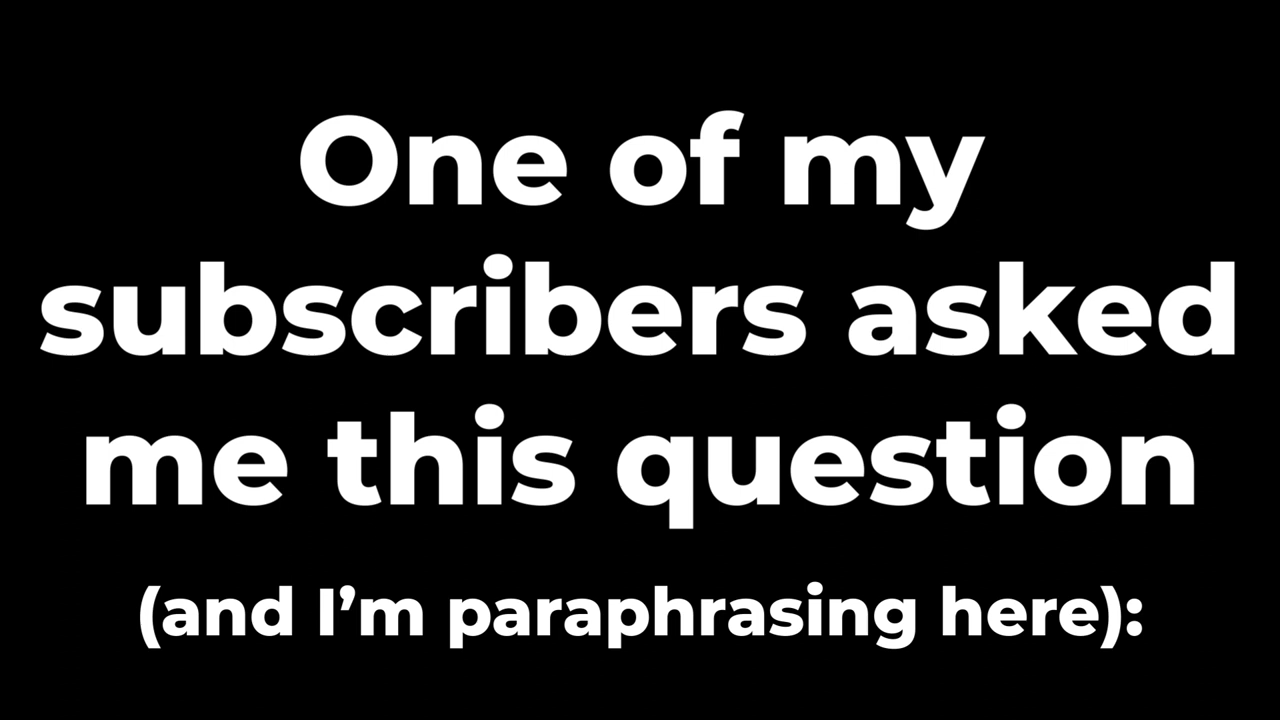 One of my
subscribers asked
me this question
(and I’m paraphrasing here):